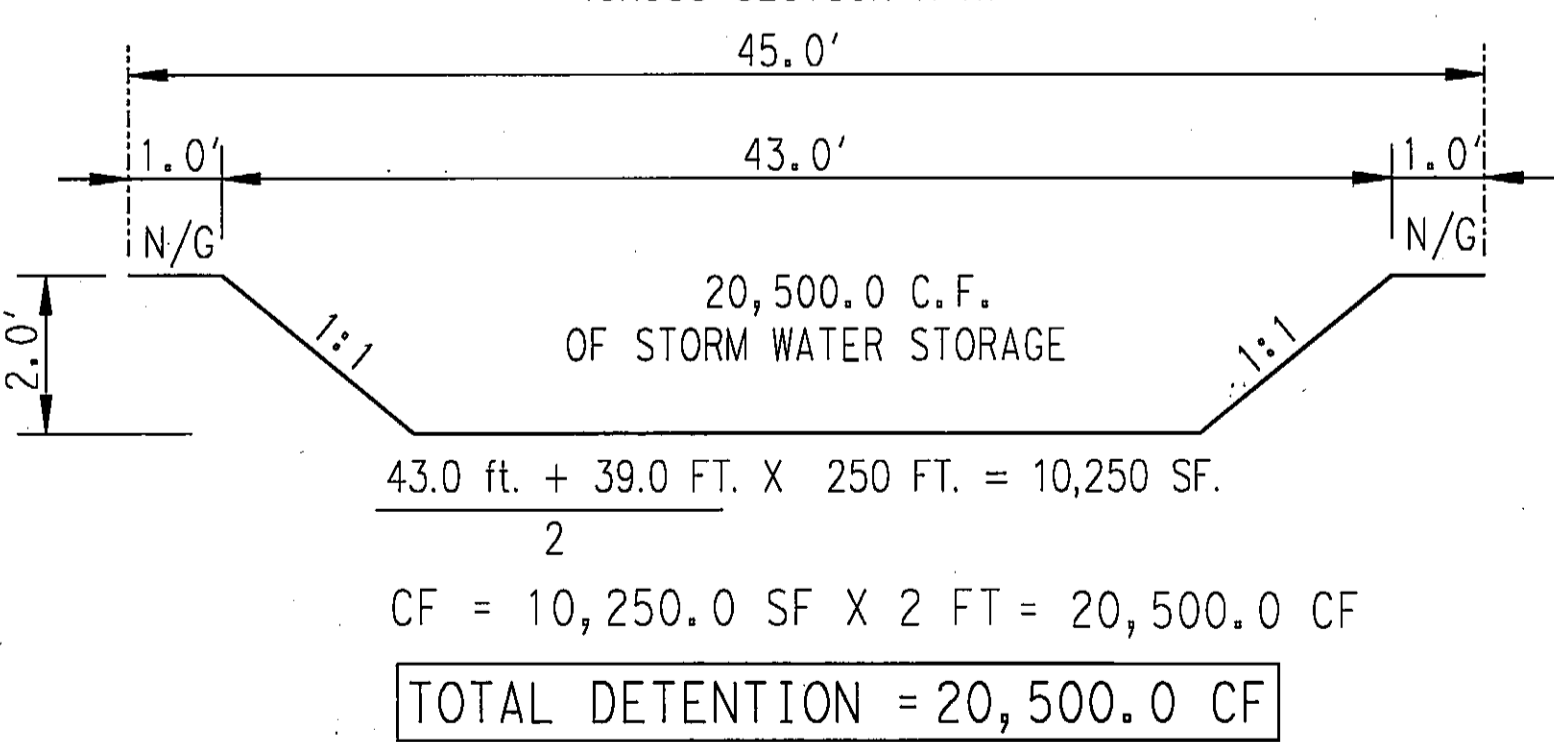 45.0'
1.0' 43.0' 1.0'
N/G N/G
2.0'
1:1 1:1
20,500.0 C.F.
OF STORM WATER STORAGE
43.0 ft. + 39.0 FT. X 250 FT. = 10,250 SF.
2
CF = 10,250.0 SF X 2 FT = 20,500.0 CF
TOTAL DETENTION = 20,500.0 CF